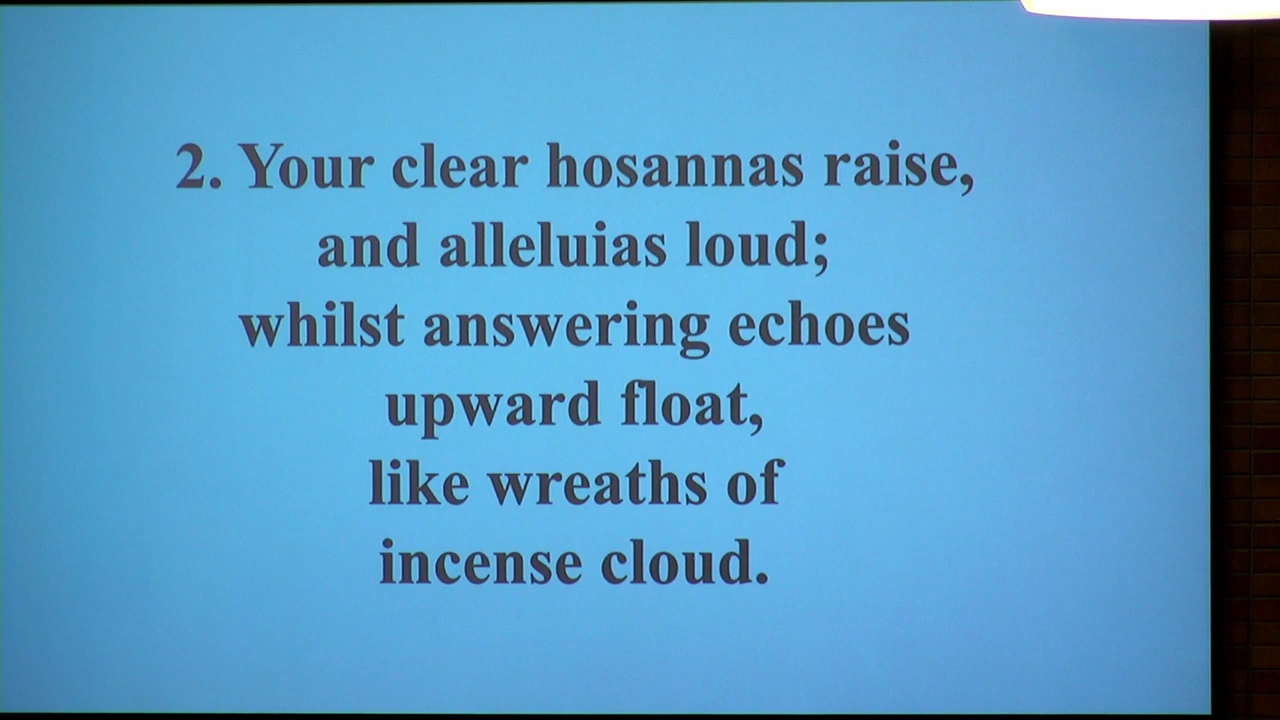 2. Your clear hosannas raise,
and alleluias loud;
whilst answering echoes
upward float,
like wreaths of
incense cloud.